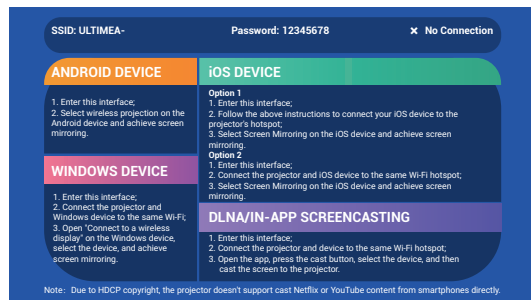 SSID: ULTIMEA-
Password: 12345678
× No Connection
ANDROID DEVICE
1. Enter this interface;
2. Select wireless projection on the
Android device and achieve screen
mirroring.
WINDOWS DEVICE
1. Enter this interface;
2. Connect the projector and
Windows device to the same Wi-Fi;
3. Open "Connect to a wireless
display" on the Windows device,
select the device, and achieve
screen mirroring.
iOS DEVICE
Option 1
1. Enter this interface;
2. Follow the above instructions to connect your iOS device to the
projector's hotspot;
3. Select Screen Mirroring on the iOS device and achieve screen
mirroring.
Option 2
1. Enter this interface;
2. Connect the projector and iOS device to the same Wi-Fi hotspot;
3. Select Screen Mirroring on the iOS device and achieve screen
mirroring.
DLNA/IN-APP SCREENCASTING
1. Enter this interface;
2. Connect the projector and device to the same Wi-Fi hotspot;
3. Open the app, press the cast button, select the device, and then
cast the screen to the projector.
Note: Due to HDCP copyright, the projector doesn't support cast Netflix or YouTube content from smartphones directly.